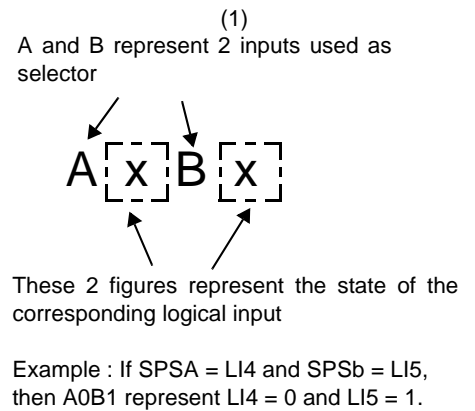 (1)
A and B represent 2 inputs used as
selector
A x B x
These 2 figures represent the state of the
corresponding logical input
Example : If SPSA = LI4 and SPSb = LI5,
then A0B1 represent LI4 = 0 and LI5 = 1.